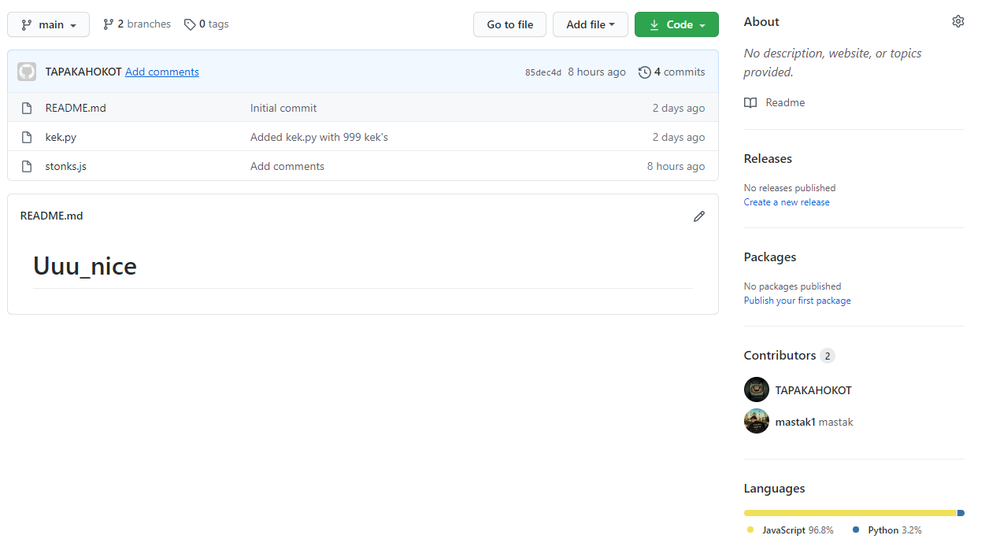 main 2 branches 0 tags Go to file Add file Code
TAPAKAHOKOT Add comments 85dec4d 8 hours ago 4 commits
README.md Initial commit 2 days ago
kek.py Added kek.py with 999 kek's 2 days ago
stonks.js Add comments 8 hours ago
README.md
Uuu_nice
About
No description, website, or topics
provided.
Readme
Releases
No releases published
Create a new release
Packages
No packages published
Publish your first package
Contributors 2
TAPAKAHOKOT
mastak1 mastak
Languages
JavaScript 96.8% Python 3.2%